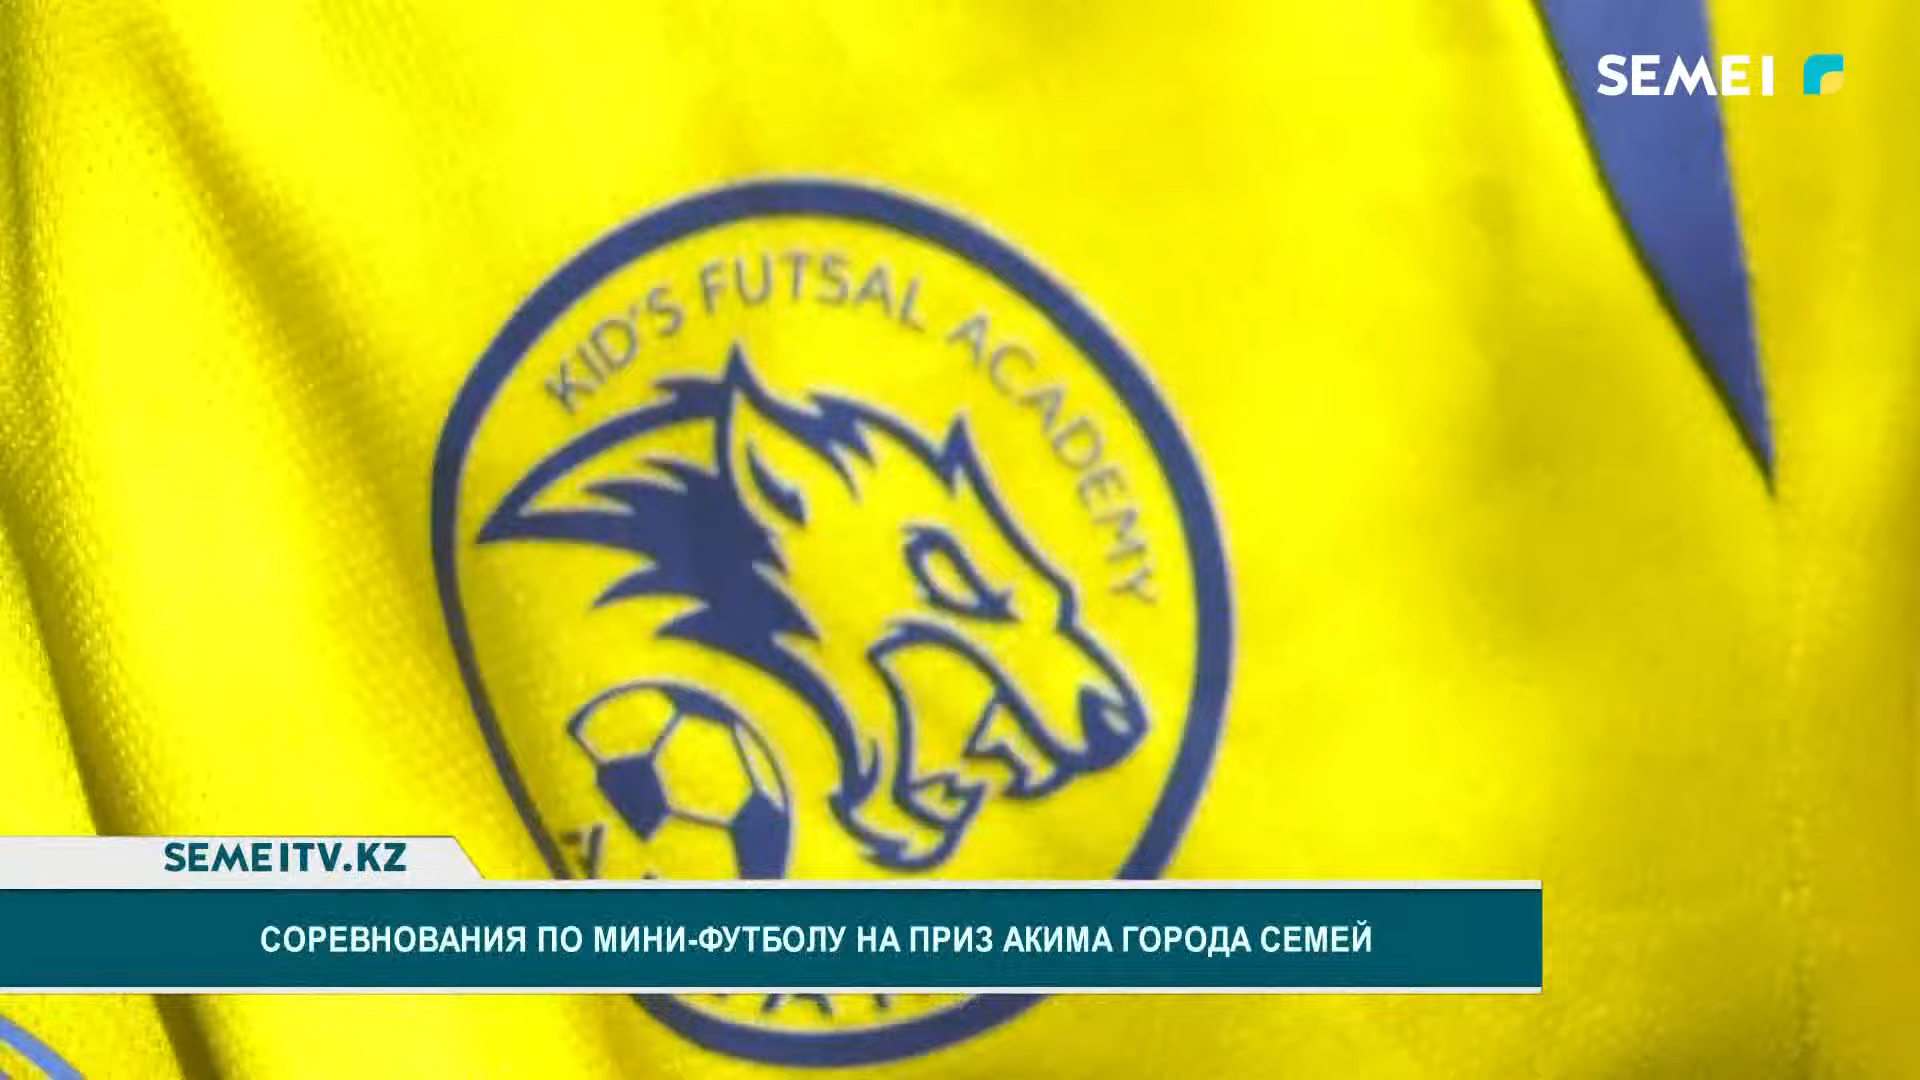 SEMEI
KID'S FUTSAL ACADEMY
SEMEITV.KZ
СОРЕВНОВАНИЯ ПО МИНИ-ФУТБОЛУ НА ПРИЗ АКИМА ГОРОДА СЕМЕЙ